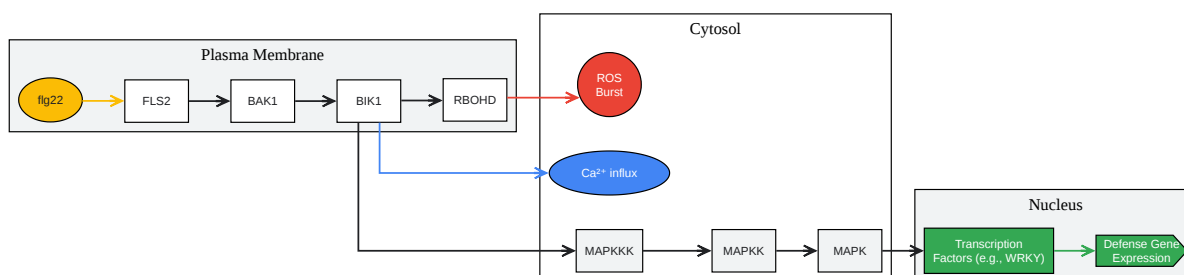 Plasma Membrane
flg22
FLS2
BAK1
BIK1
RBOHD
Cytosol
ROS
Burst
Ca²⁺ influx
MAPKKK
MAPKK
MAPK
Nucleus
Transcription
Factors (e.g., WRKY)
Defense Gene
Expression